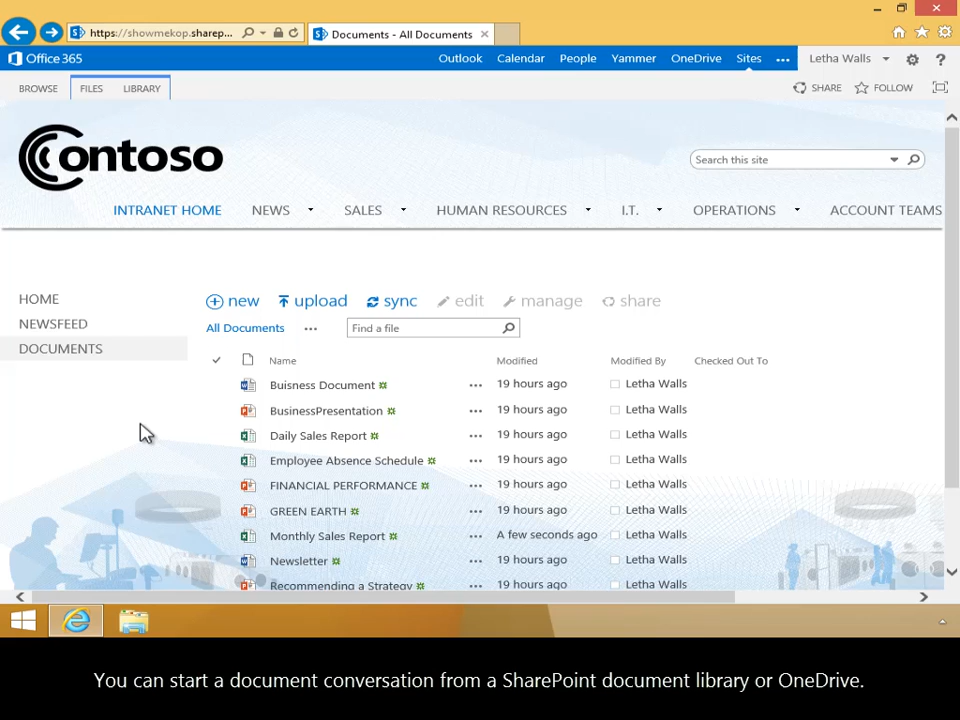 https://showmekop.sharep... Documents - All Documents
Office 365 Outlook Calendar People Yammer OneDrive Sites ... Letha Walls ?
BROWSE FILES LIBRARY SHARE FOLLOW
Contoso
Search this site
INTRANET HOME NEWS SALES HUMAN RESOURCES I.T. OPERATIONS ACCOUNT TEAMS
HOME
NEWSFEED
DOCUMENTS
new upload sync edit manage share
All Documents ... Find a file
Name Modified Modified By Checked Out To
Buisness Document ... 19 hours ago Letha Walls
BusinessPresentation ... 19 hours ago Letha Walls
Daily Sales Report ... 19 hours ago Letha Walls
Employee Absence Schedule ... 19 hours ago Letha Walls
FINANCIAL PERFORMANCE ... 19 hours ago Letha Walls
GREEN EARTH ... 19 hours ago Letha Walls
Monthly Sales Report ... A few seconds ago Letha Walls
Newsletter ... 19 hours ago Letha Walls
Recommending a Strategy ... 19 hours ago Letha Walls
You can start a document conversation from a SharePoint document library or OneDrive.